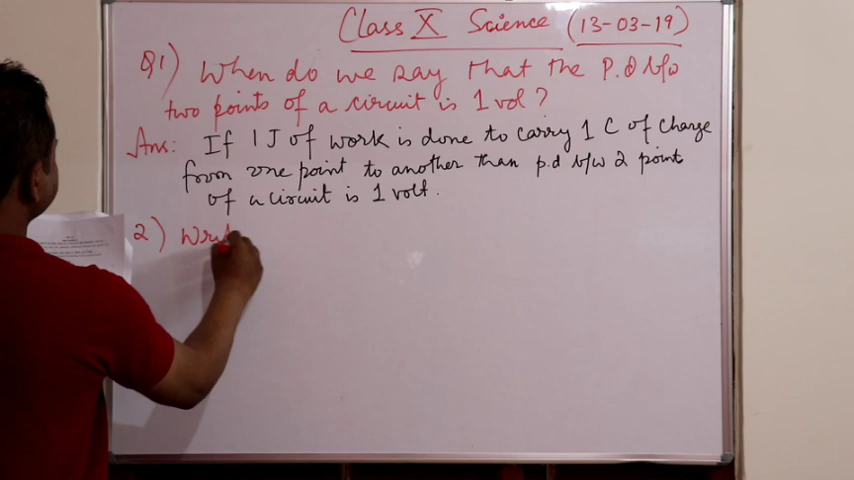 Class X Science (13-03-19)
Q1) When do we say that the P.D b/w
two points of a circuit is 1 vol?
Ans: If 1 J of work is done to carry 1 C of charge
from one point to another than p.d b/w 2 point
of a circuit is 1 volt.
2) Writ